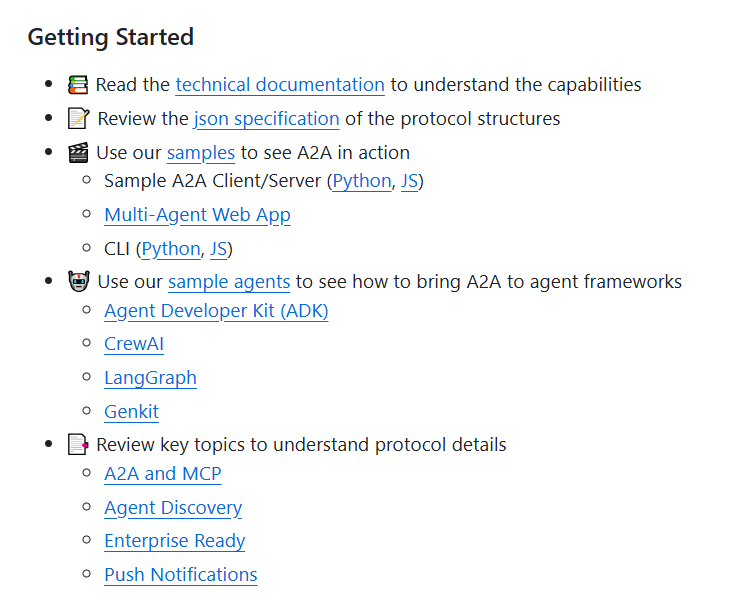 Getting Started
📚 Read the technical documentation to understand the capabilities
📝 Review the json specification of the protocol structures
🎬 Use our samples to see A2A in action
Sample A2A Client/Server (Python, JS)
Multi-Agent Web App
CLI (Python, JS)
🤖 Use our sample agents to see how to bring A2A to agent frameworks
Agent Developer Kit (ADK)
CrewAI
LangGraph
Genkit
📑 Review key topics to understand protocol details
A2A and MCP
Agent Discovery
Enterprise Ready
Push Notifications